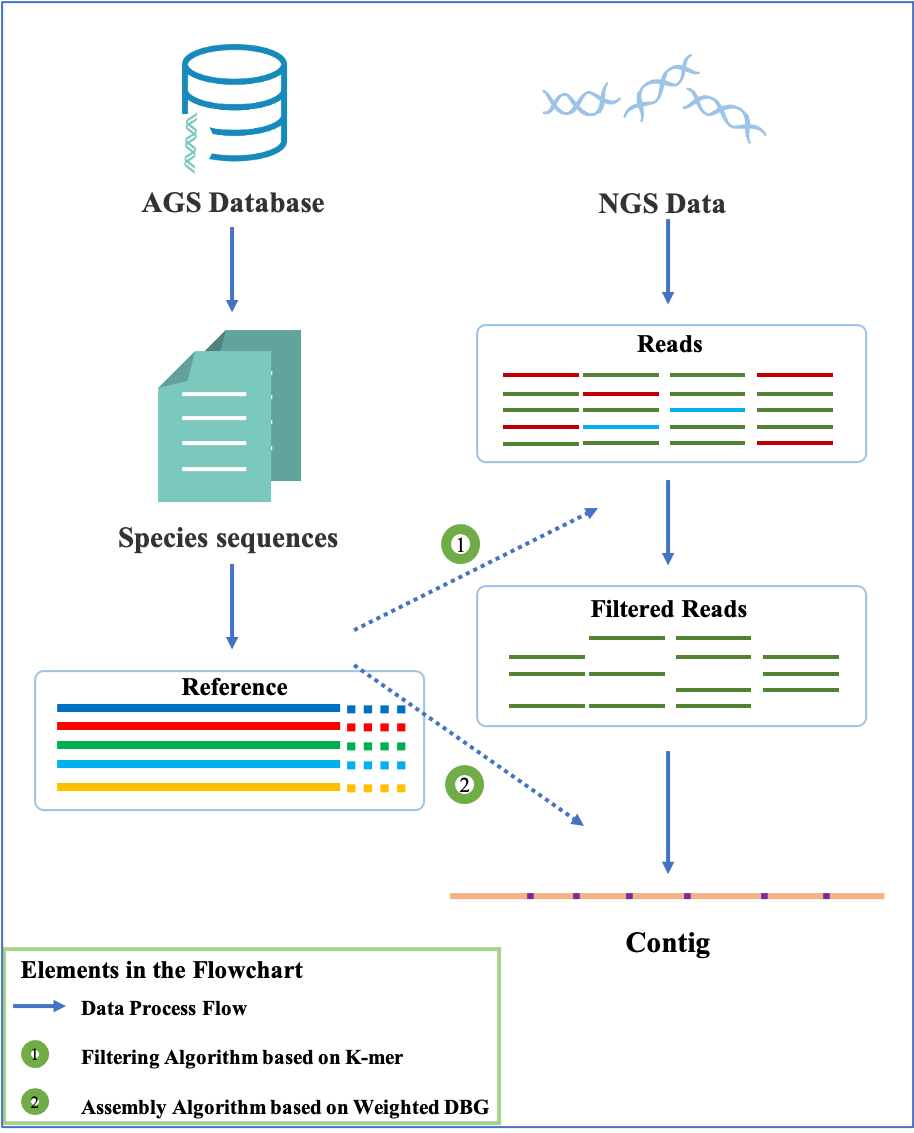 AGS Database
NGS Data
Reads
Species sequences
1
Filtered Reads
Reference
2
Contig
Elements in the Flowchart
Data Process Flow
1 Filtering Algorithm based on K-mer
2 Assembly Algorithm based on Weighted DBG